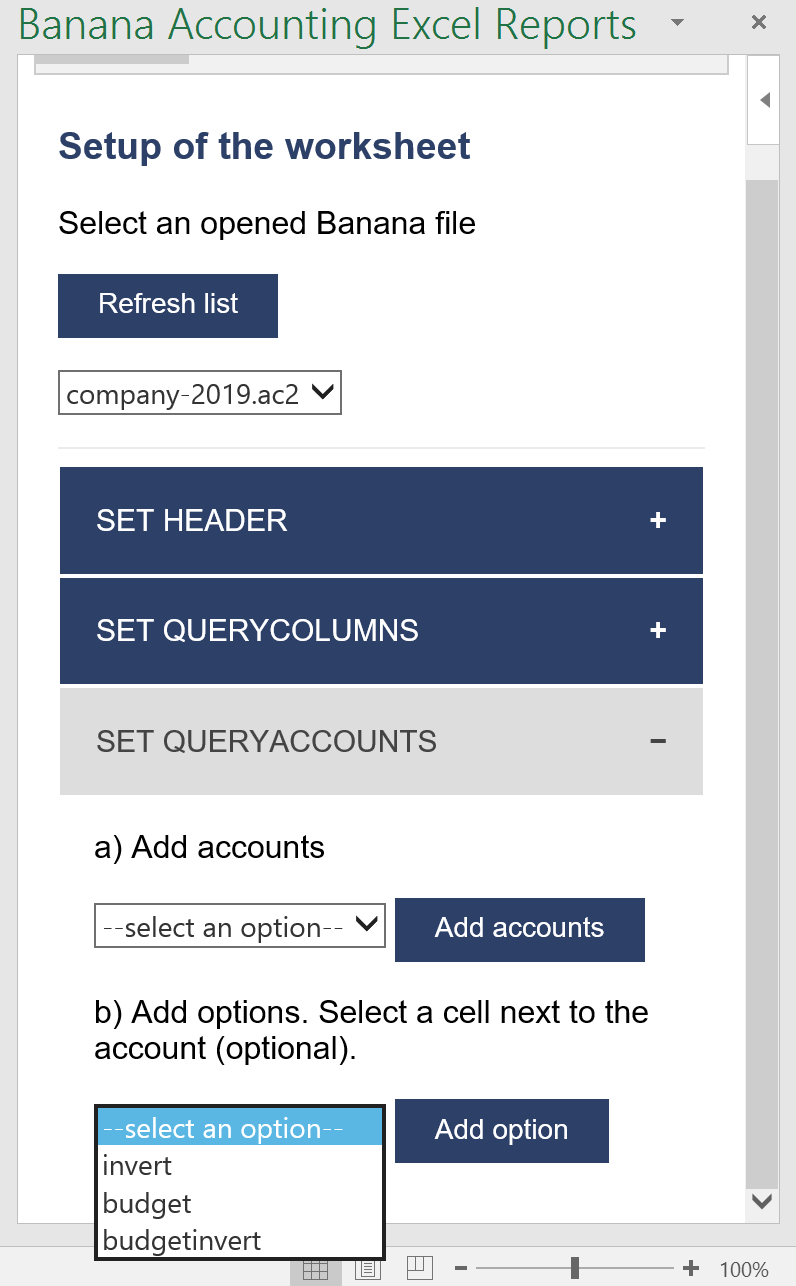 Banana Accounting Excel Reports
Setup of the worksheet
Select an opened Banana file
Refresh list
company-2019.ac2
SET HEADER +
SET QUERYCOLUMNS +
SET QUERYACCOUNTS −
a) Add accounts
--select an option-- Add accounts
b) Add options. Select a cell next to the
account (optional).
--select an option-- Add option
invert
budget
budgetinvert
100%